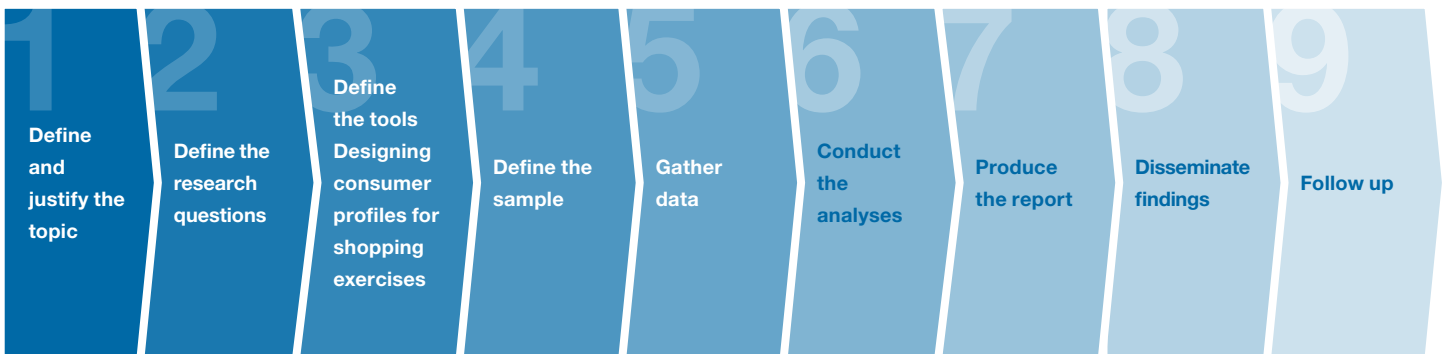 1
Define
and
justify the
topic
2
Define the
research
questions
3
Define
the tools
Designing
consumer
profiles for
shopping
exercises
4
Define the
sample
5
Gather
data
6
Conduct
the
analyses
7
Produce
the report
8
Disseminate
findings
9
Follow up